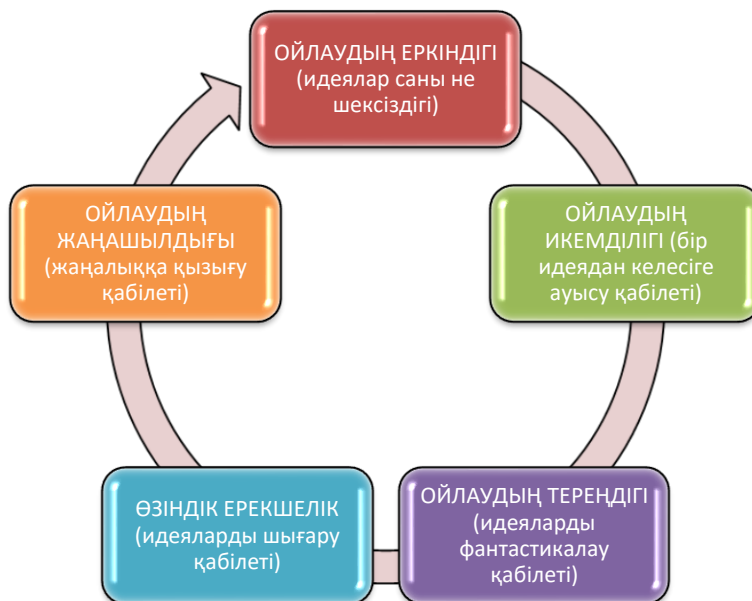 ОЙЛАУДЫҢ ЕРКІНДІГІ
(идеялар саны не
шексіздігі)
ОЙЛАУДЫҢ
ИКЕМДІЛІГІ (бір
идеядан келесіге
ауысу қабілеті)
ОЙЛАУДЫҢ ТЕРЕҢДІГІ
(идеяларды
фантастикалау
қабілеті)
ӨЗІНДІК ЕРЕКШЕЛІК
(идеяларды шығару
қабілеті)
ОЙЛАУДЫҢ
ЖАҢАШЫЛДЫҒЫ
(жаңалыққа қызығу
қабілеті)